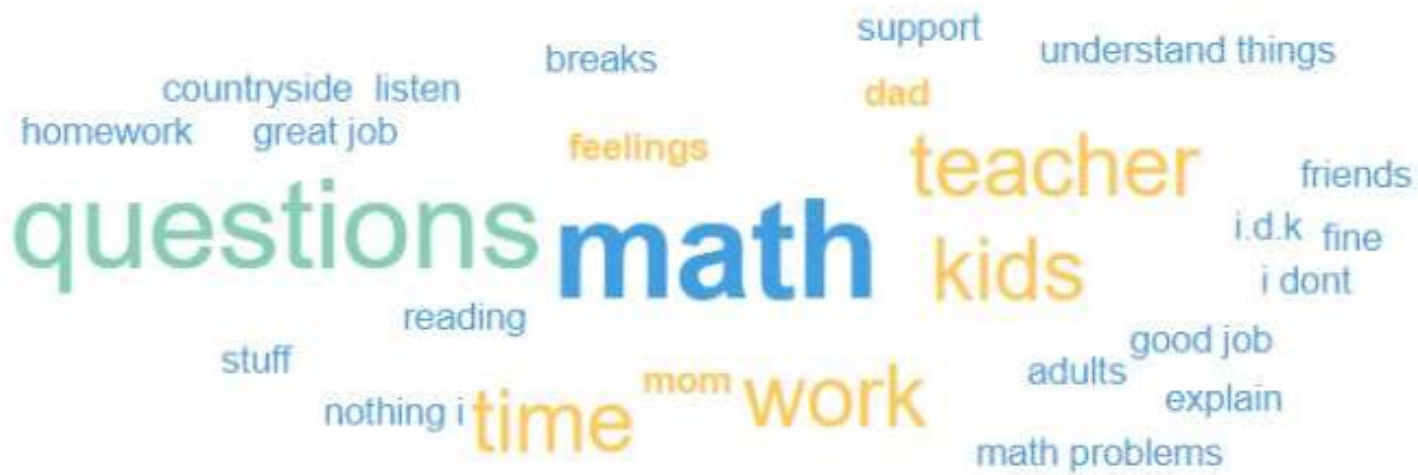 support
breaks
understand things
countryside listen
dad
homework great job
feelings
teacher
friends
questions
math
i.d.k fine
kids
i dont
reading
good job
stuff
mom
work
adults
nothing i
time
explain
math problems